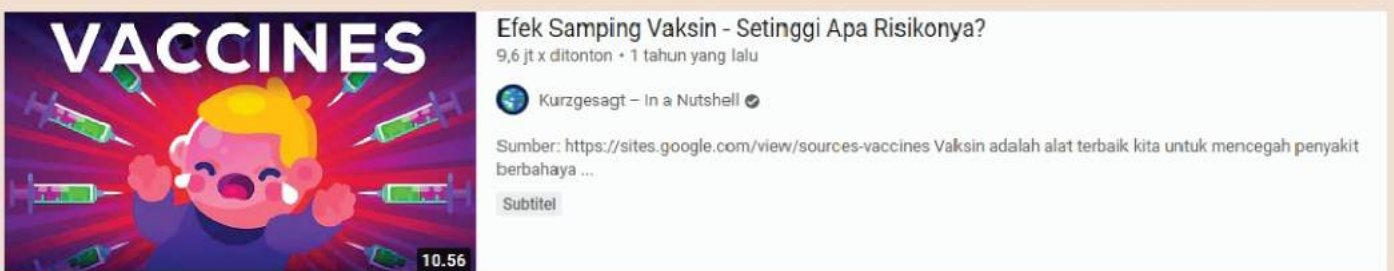 VACCINES
10.56
Efek Samping Vaksin - Setinggi Apa Risikonya?
9,6 jt x ditonton • 1 tahun yang lalu
Kurzgesagt – In a Nutshell
Sumber: https://sites.google.com/view/sources-vaccines Vaksin adalah alat terbaik kita untuk mencegah penyakit
berbahaya ...
Subtitel